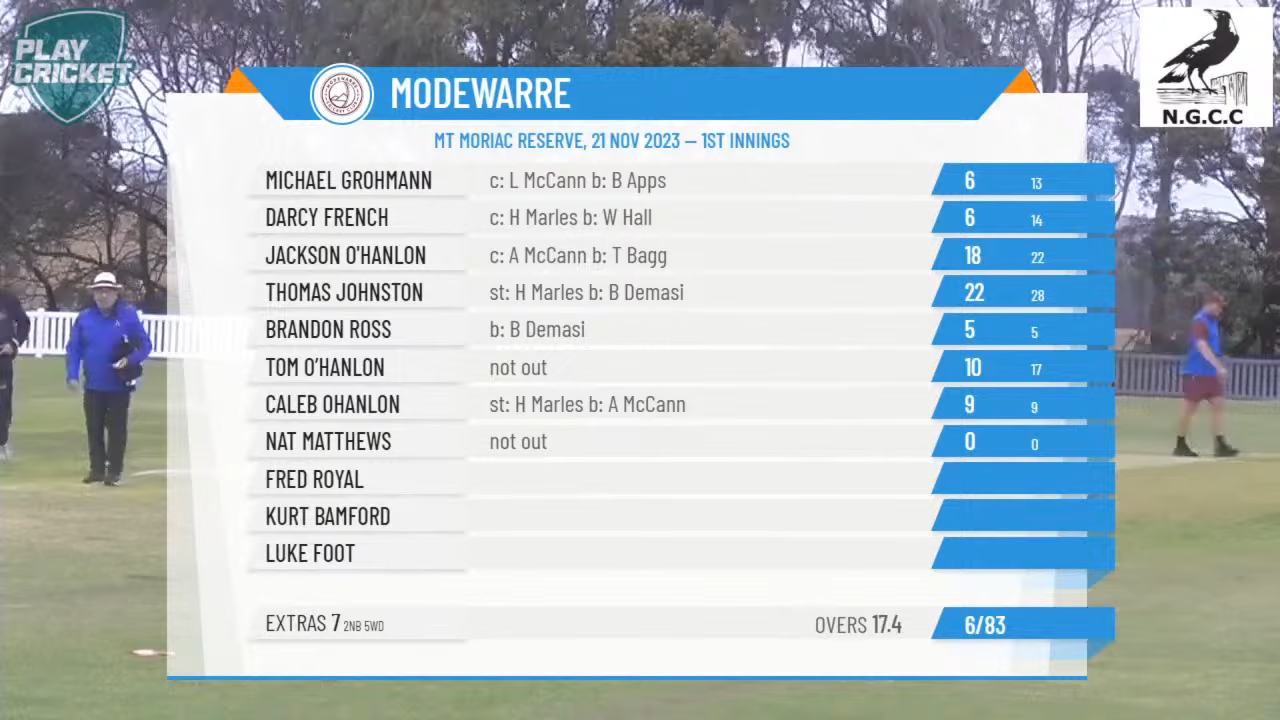 PLAY
CRICKET
MODEWARRE
N.G.C.C
MT MORIAC RESERVE, 21 NOV 2023 – 1ST INNINGS
MICHAEL GROHMANN c: L McCann b: B Apps 6 13
DARCY FRENCH c: H Marles b: W Hall 6 14
JACKSON O'HANLON c: A McCann b: T Bagg 18 22
THOMAS JOHNSTON st: H Marles b: B Demasi 22 28
BRANDON ROSS b: B Demasi 5 5
TOM O’HANLON not out 10 17
CALEB OHANLON st: H Marles b: A McCann 9 9
NAT MATTHEWS not out 0 0
FRED ROYAL
KURT BAMFORD
LUKE FOOT
EXTRAS 7 2NB 5WD OVERS 17.4 6/83